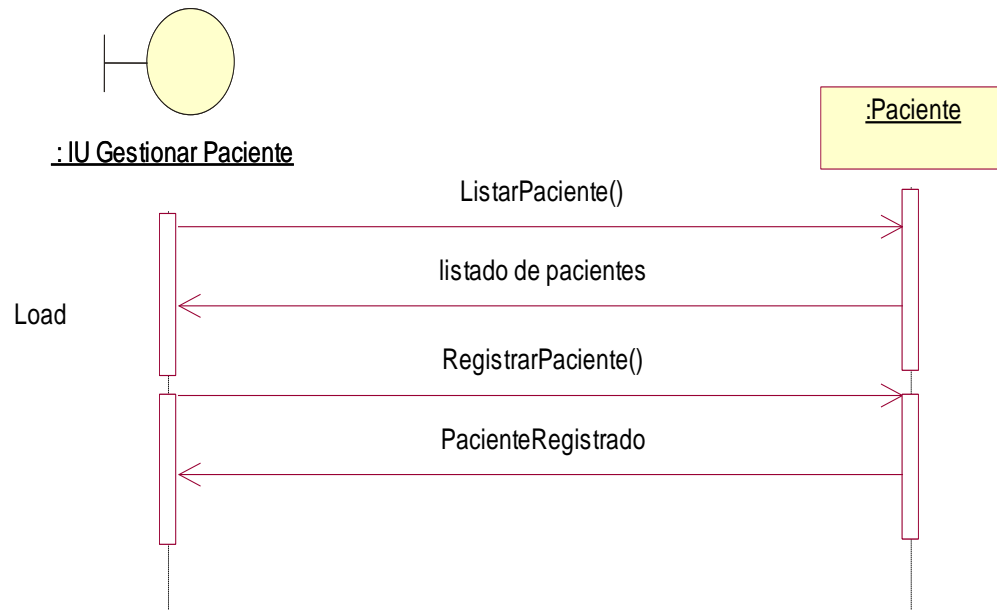 :Paciente
: IU Gestionar Paciente
ListarPaciente()
listado de pacientes
Load
RegistrarPaciente()
PacienteRegistrado